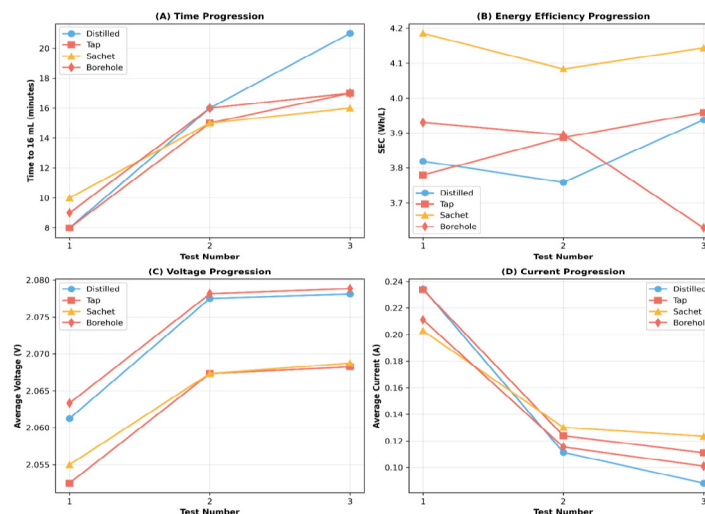 (A) Time Progression
Time to 16 mL (minutes)
20
18
16
14
12
10
8
Distilled
Tap
Sachet
Borehole
1
2
3
Test Number
(B) Energy Efficiency Progression
SEC (Wh/L)
4.2
4.1
4.0
3.9
3.8
3.7
Distilled
Tap
Sachet
Borehole
1
2
3
Test Number
(C) Voltage Progression
Average Voltage (V)
2.080
2.075
2.070
2.065
2.060
2.055
Distilled
Tap
Sachet
Borehole
1
2
3
Test Number
(D) Current Progression
Average Current (A)
0.24
0.22
0.20
0.18
0.16
0.14
0.12
0.10
Distilled
Tap
Sachet
Borehole
1
2
3
Test Number